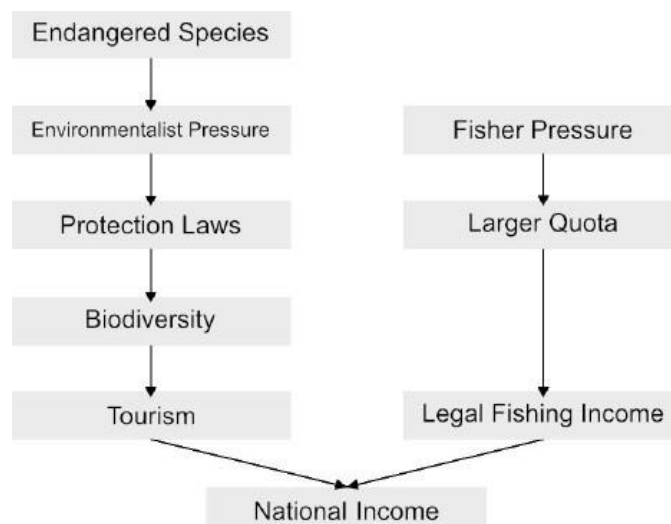 Endangered Species
Environmentalist Pressure
Fisher Pressure
Protection Laws
Larger Quota
Biodiversity
Tourism
Legal Fishing Income
National Income